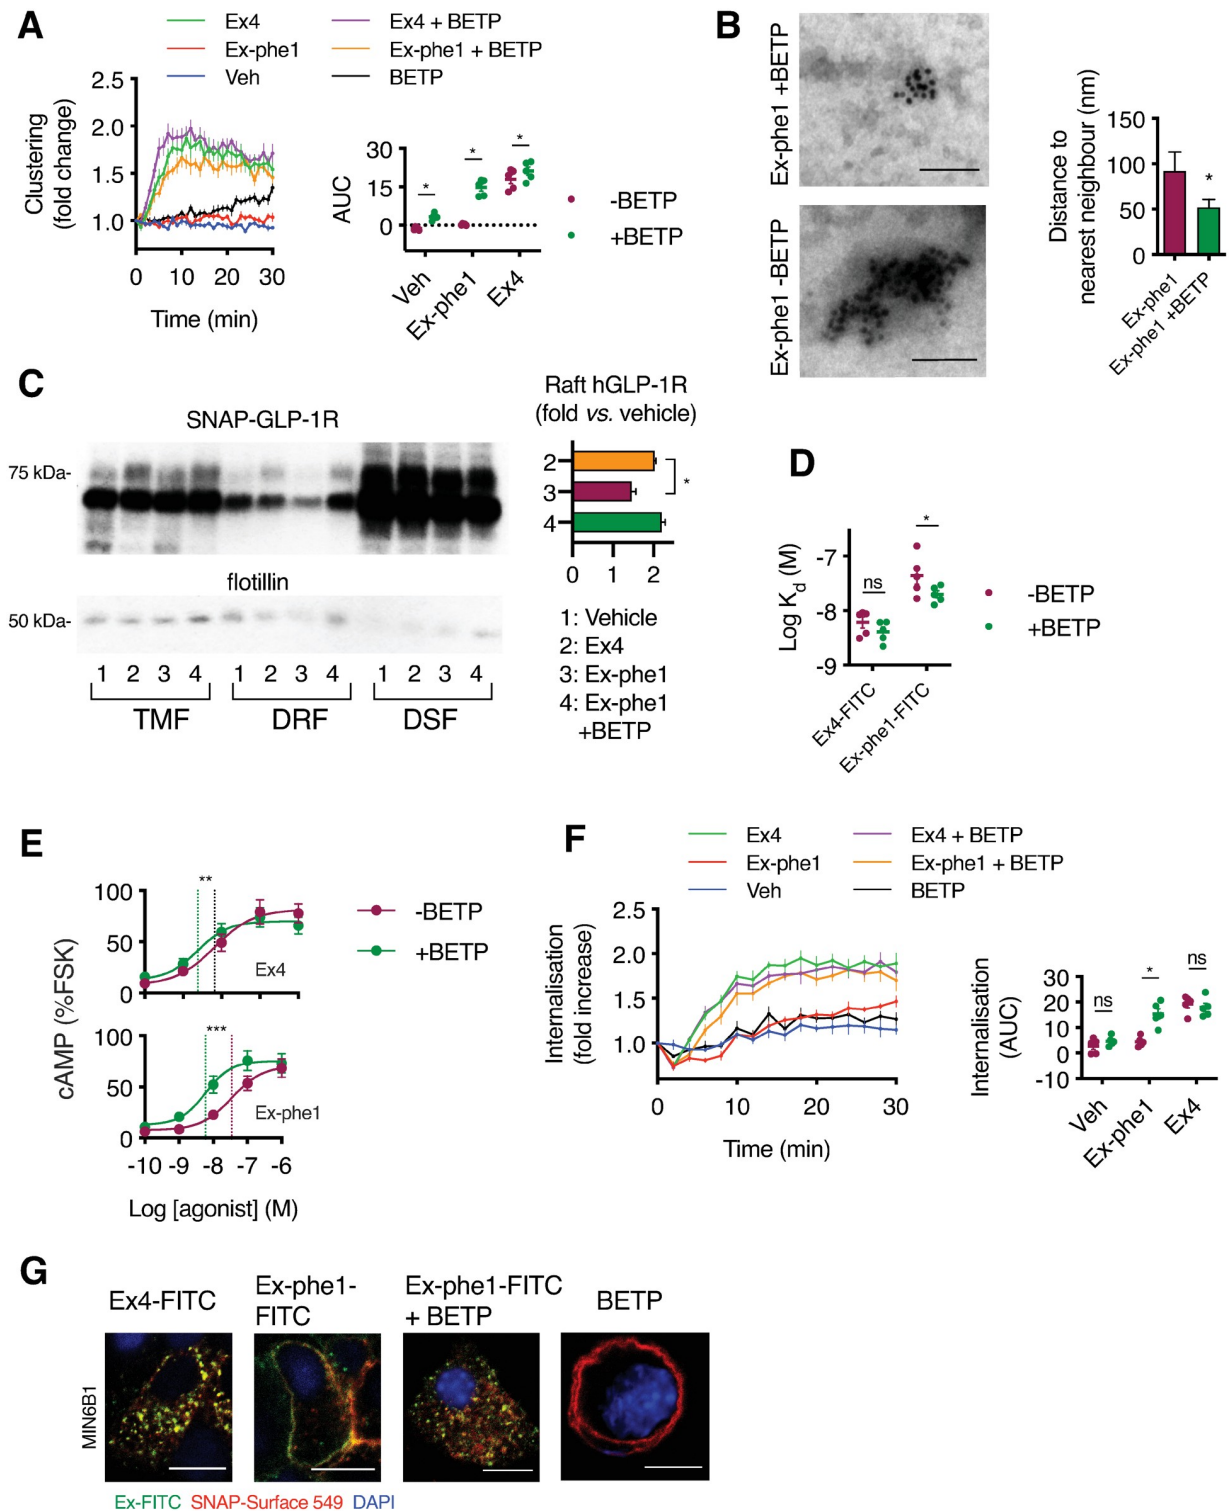 A
Ex4
Ex4 + BETP
Ex-phe1
Ex-phe1 + BETP
Veh
BETP
Clustering
(fold change)
2.5
2.0
1.5
1.0
0 10 20 30
Time (min)
AUC
30
15
0
*
*
*
Veh
Ex-phe1
Ex4
-BETP
+BETP
B
Ex-phe1 +BETP
Ex-phe1 -BETP
Distance to
nearest neighbour (nm)
150
100
50
0
*
Ex-phe1
Ex-phe1 +BETP
C
SNAP-GLP-1R
75 kDa-
flotillin
50 kDa-
1 2 3 4 1 2 3 4 1 2 3 4
TMF DRF DSF
Raft hGLP-1R
(fold vs. vehicle)
2
3
4
*
0 1 2
1: Vehicle
2: Ex4
3: Ex-phe1
4: Ex-phe1
+BETP
D
Log Kd (M)
-7
-8
-9
ns
*
Ex4-FITC
Ex-phe1-FITC
-BETP
+BETP
E
cAMP (%FSK)
100
50
0
**
Ex4
-BETP
+BETP
100
50
0
***
Ex-phe1
-10 -9 -8 -7 -6
Log [agonist] (M)
F
Ex4
Ex4 + BETP
Ex-phe1
Ex-phe1 + BETP
Veh
BETP
Internalisation
(fold increase)
2.5
2.0
1.5
1.0
0 10 20 30
Time (min)
Internalisation
(AUC)
30
20
10
0
-10
ns
*
ns
Veh
Ex-phe1
Ex4
G
Ex4-FITC
Ex-phe1-
FITC
Ex-phe1-FITC
+ BETP
BETP
MIN6B1
Ex-FITC SNAP-Surface 549 DAPI